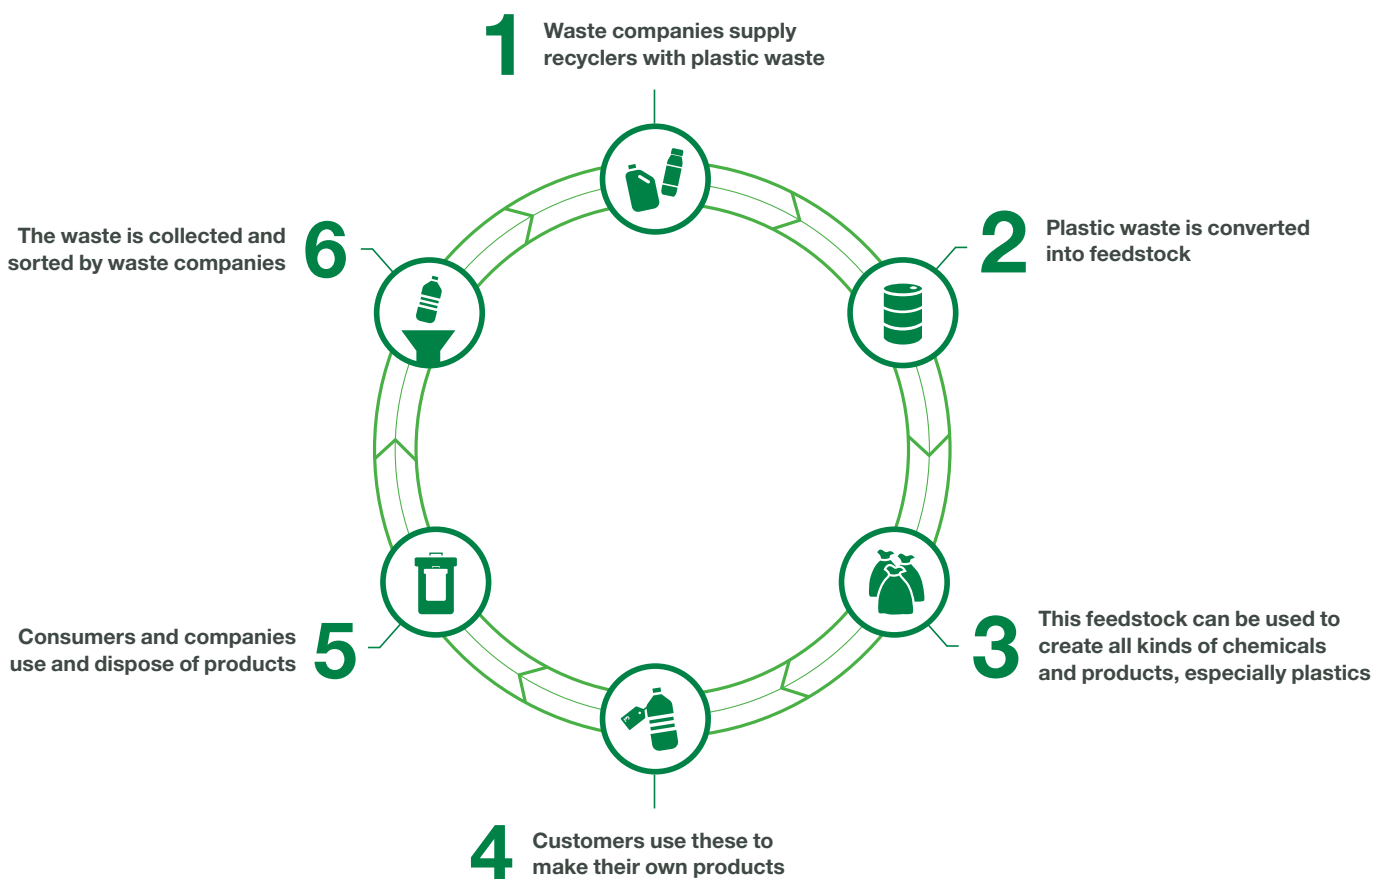 1
Waste companies supply
recyclers with plastic waste
2
Plastic waste is converted
into feedstock
3
This feedstock can be used to
create all kinds of chemicals
and products, especially plastics
4
Customers use these to
make their own products
5
Consumers and companies
use and dispose of products
6
The waste is collected and
sorted by waste companies